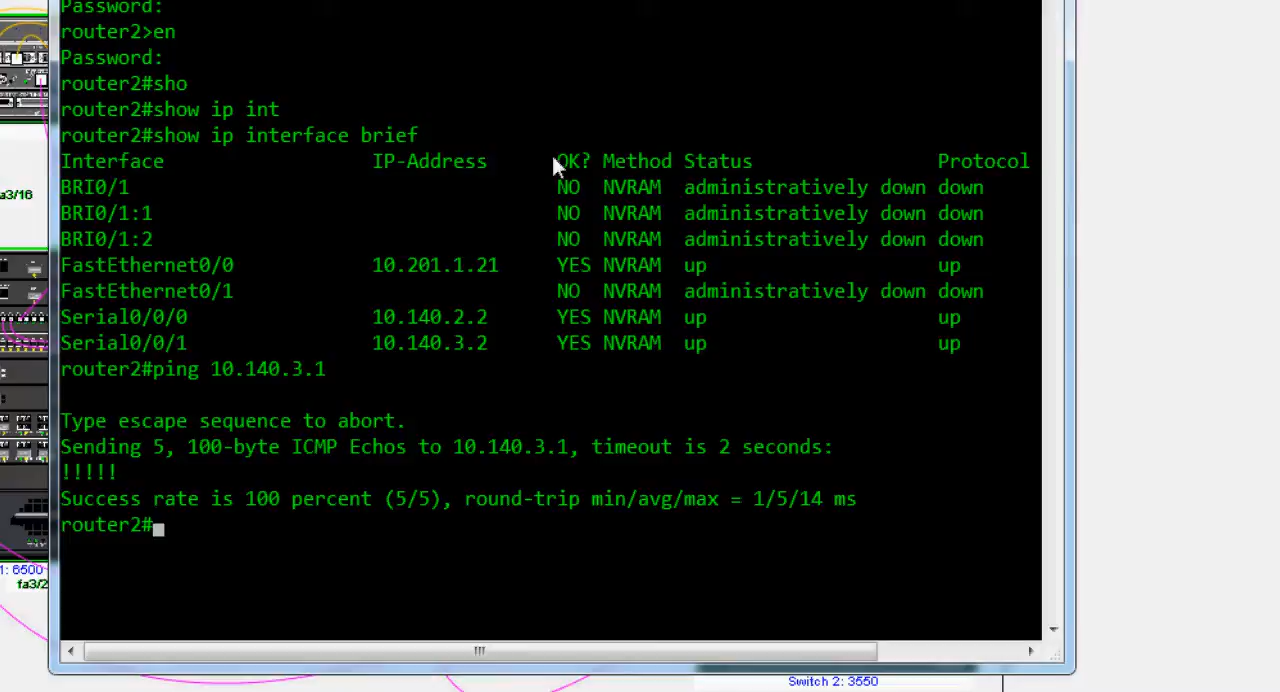 Password:
router2>en
Password:
router2#sho
router2#show ip int
router2#show ip interface brief
Interface IP-Address OK? Method Status Protocol
BRI0/1 NO NVRAM administratively down down
BRI0/1:1 NO NVRAM administratively down down
BRI0/1:2 NO NVRAM administratively down down
FastEthernet0/0 10.201.1.21 YES NVRAM up up
FastEthernet0/1 NO NVRAM administratively down down
Serial0/0/0 10.140.2.2 YES NVRAM up up
Serial0/0/1 10.140.3.2 YES NVRAM up up
router2#ping 10.140.3.1
Type escape sequence to abort.
Sending 5, 100-byte ICMP Echos to 10.140.3.1, timeout is 2 seconds:
!!!!!
Success rate is 100 percent (5/5), round-trip min/avg/max = 1/5/14 ms
router2#
a3/16
1: 6500
fa3/2
Switch 2: 3550